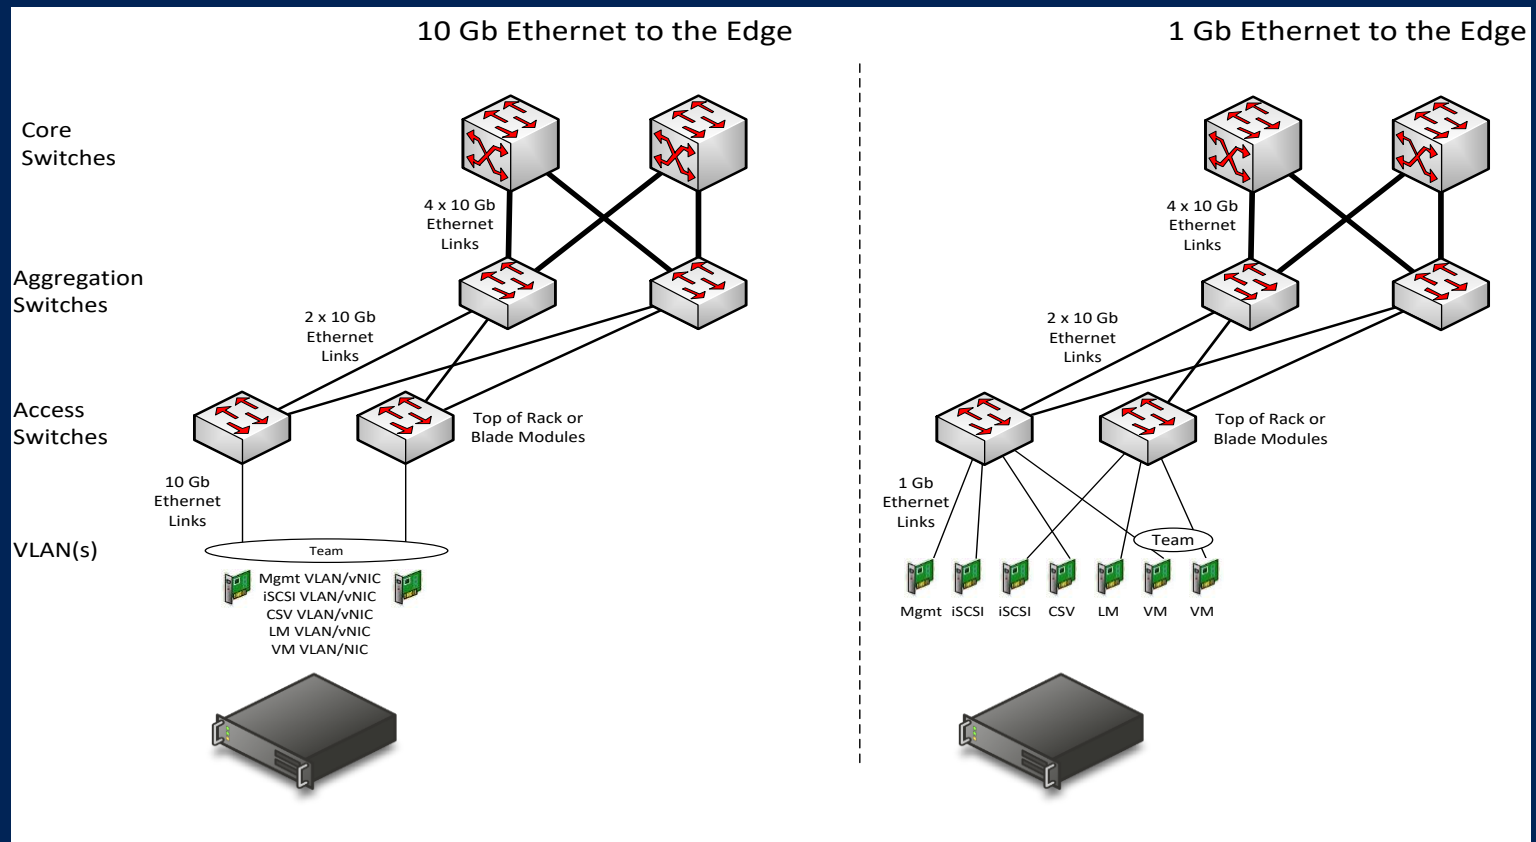 10 Gb Ethernet to the Edge
1 Gb Ethernet to the Edge
Core
Switches
4 x 10 Gb
Ethernet
Links
4 x 10 Gb
Ethernet
Links
Aggregation
Switches
2 x 10 Gb
Ethernet
Links
2 x 10 Gb
Ethernet
Links
Access
Switches
Top of Rack or
Blade Modules
Top of Rack or
Blade Modules
10 Gb
Ethernet
Links
1 Gb
Ethernet
Links
VLAN(s)
Team
Team
Mgmt VLAN/vNIC
iSCSI VLAN/vNIC
CSV VLAN/vNIC
LM VLAN/vNIC
VM VLAN/NIC
Mgmt iSCSI iSCSI CSV LM VM VM